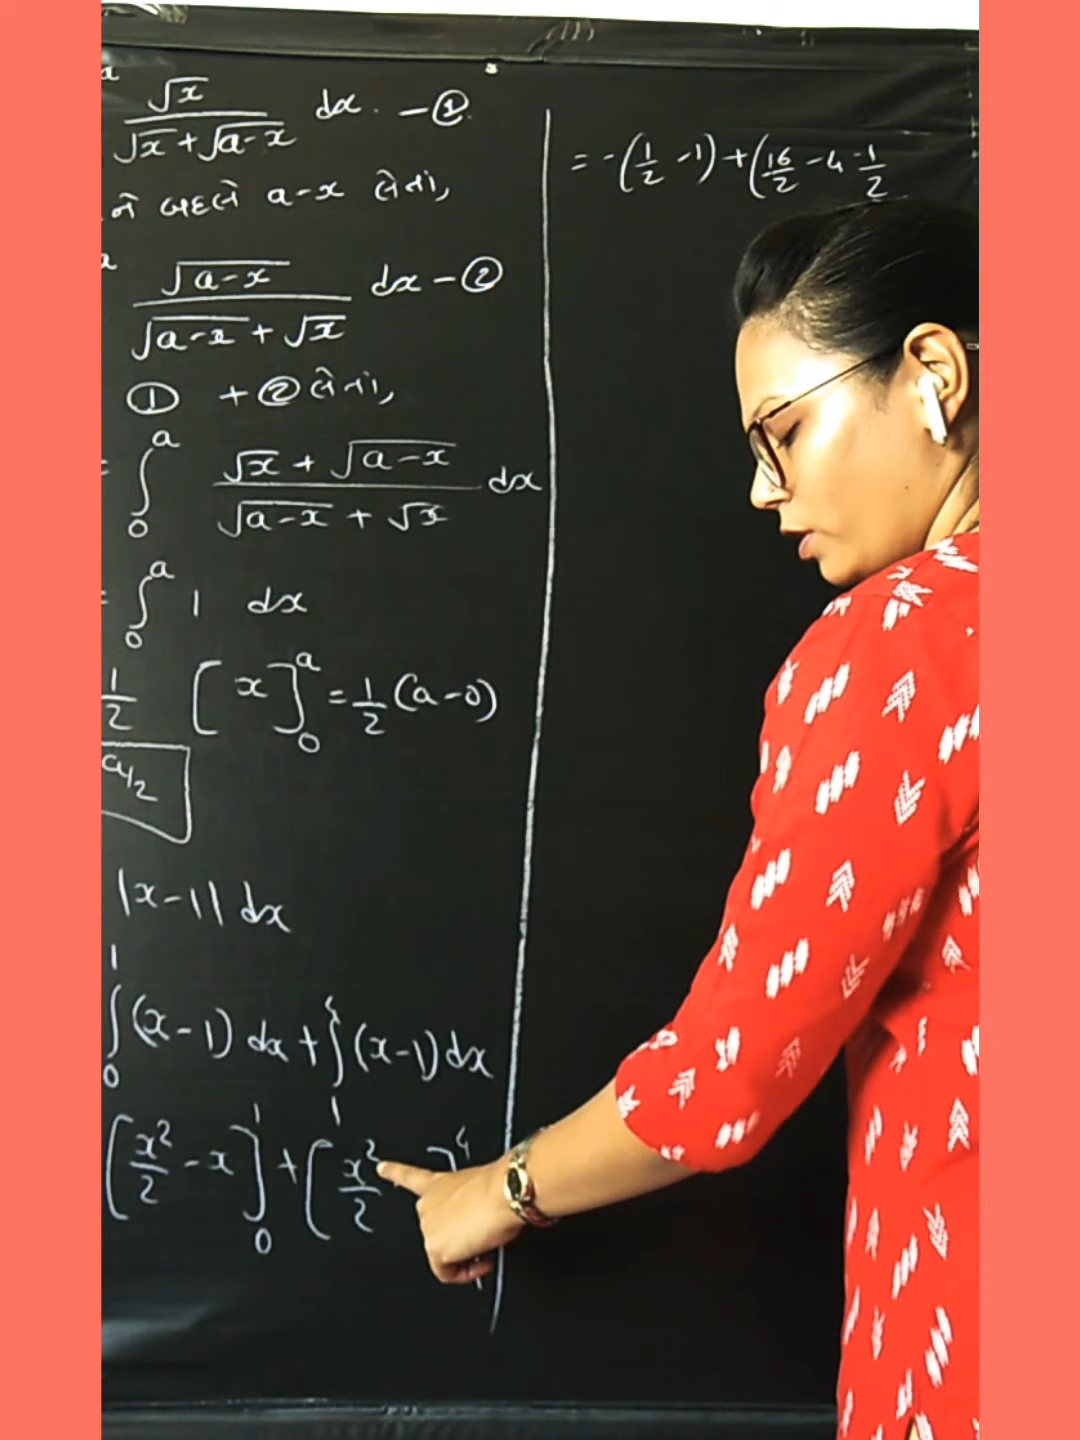 a
√x / (√x + √a-x) dx. - ①
ને બદલે a-x લેતાં,
a
√a-x / (√a-x + √x) dx - ②
① + ② લેતાં,
= ∫₀ᵃ (√x + √a-x) / (√a-x + √x) dx
= ∫₀ᵃ 1 dx
1/2 [x]₀ᵃ = 1/2 (a-0)
a/2
|x-1| dx
∫₀¹ (x-1) dx + ∫₁⁴ (x-1) dx
[x²/2 - x]₀¹ + [x²/2 ]⁴
= -(1/2 - 1) + (16/2 - 4 - 1/2